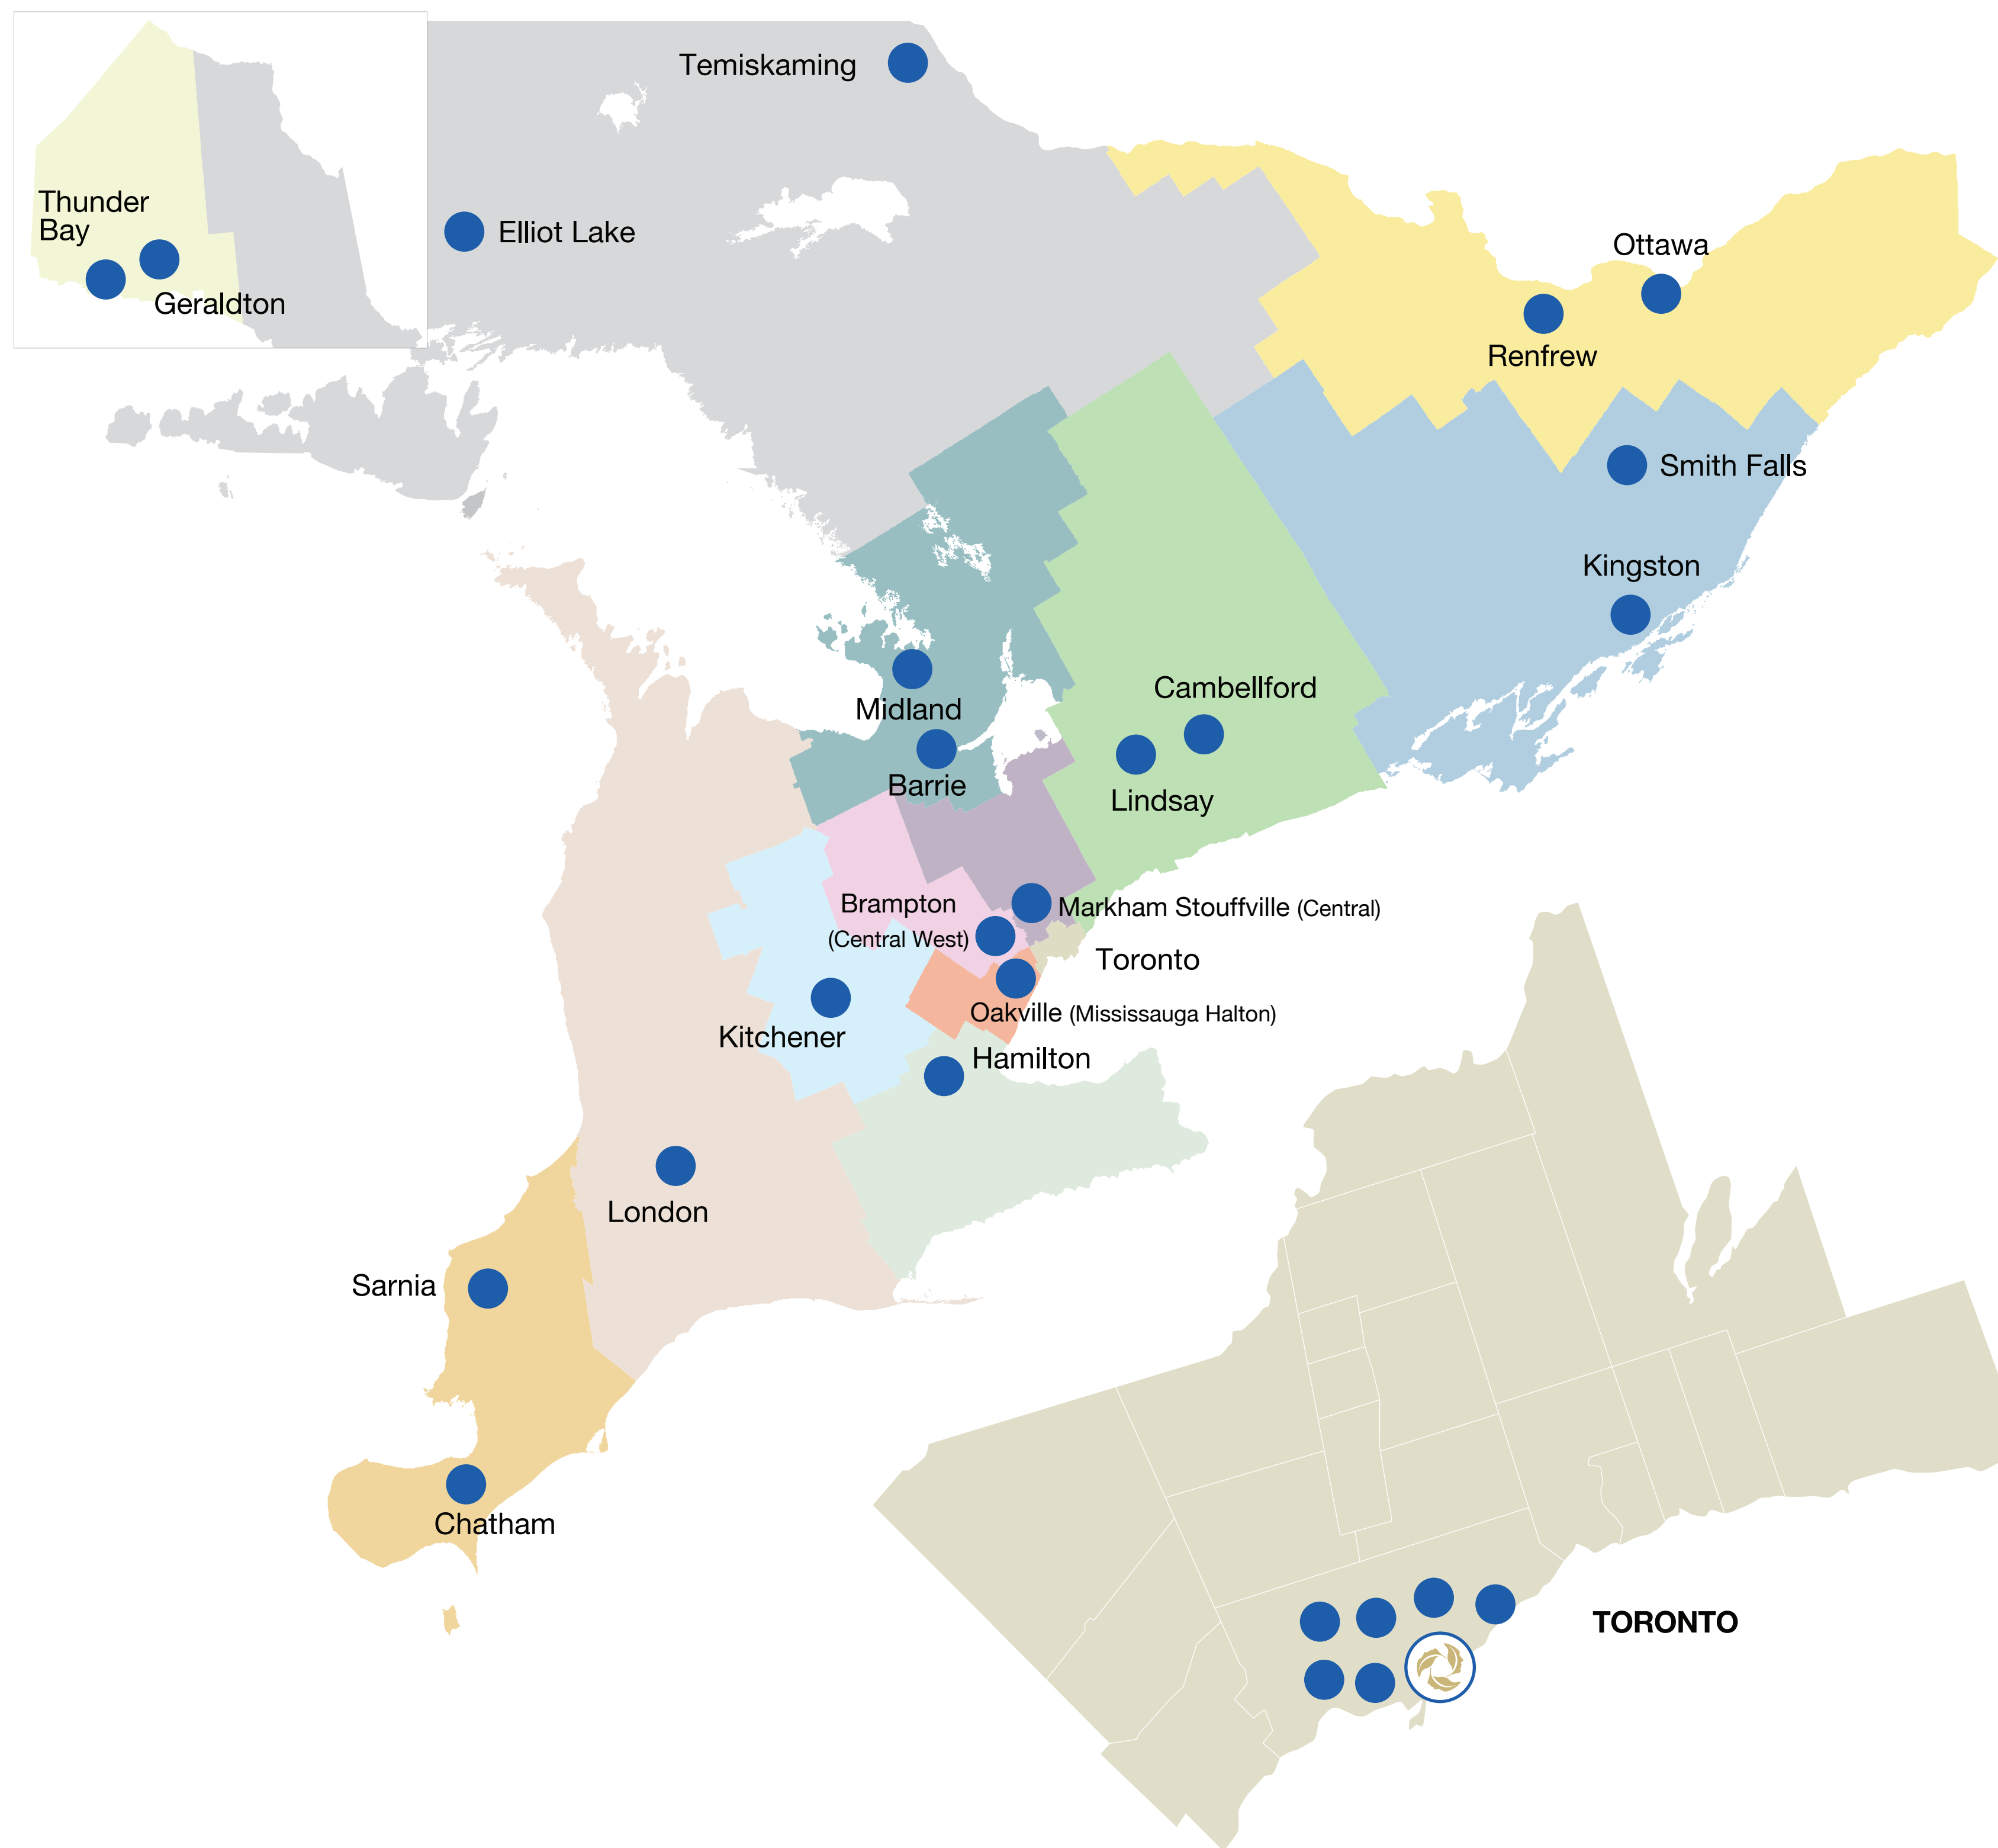 Temiskaming
Thunder
Bay
Geraldton
Elliot Lake
Ottawa
Renfrew
Smith Falls
Kingston
Midland
Barrie
Cambellford
Lindsay
Brampton
(Central West)
Markham Stouffville (Central)
Toronto
Oakville (Mississauga Halton)
Kitchener
Hamilton
London
Sarnia
Chatham
TORONTO